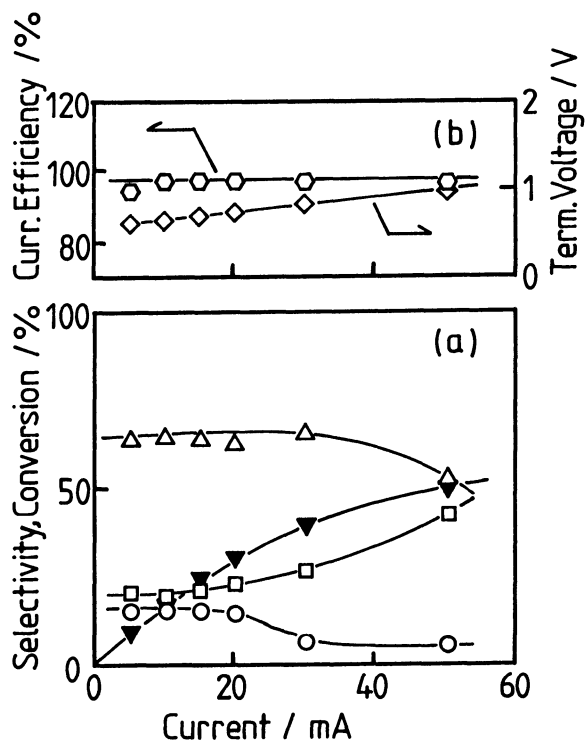 Curr. Efficiency /%
120
100
80
(b)
2
1
0
Term. Voltage / V
Selectivity,Conversion /%
100
50
0
(a)
0
20
40
60
Current / mA